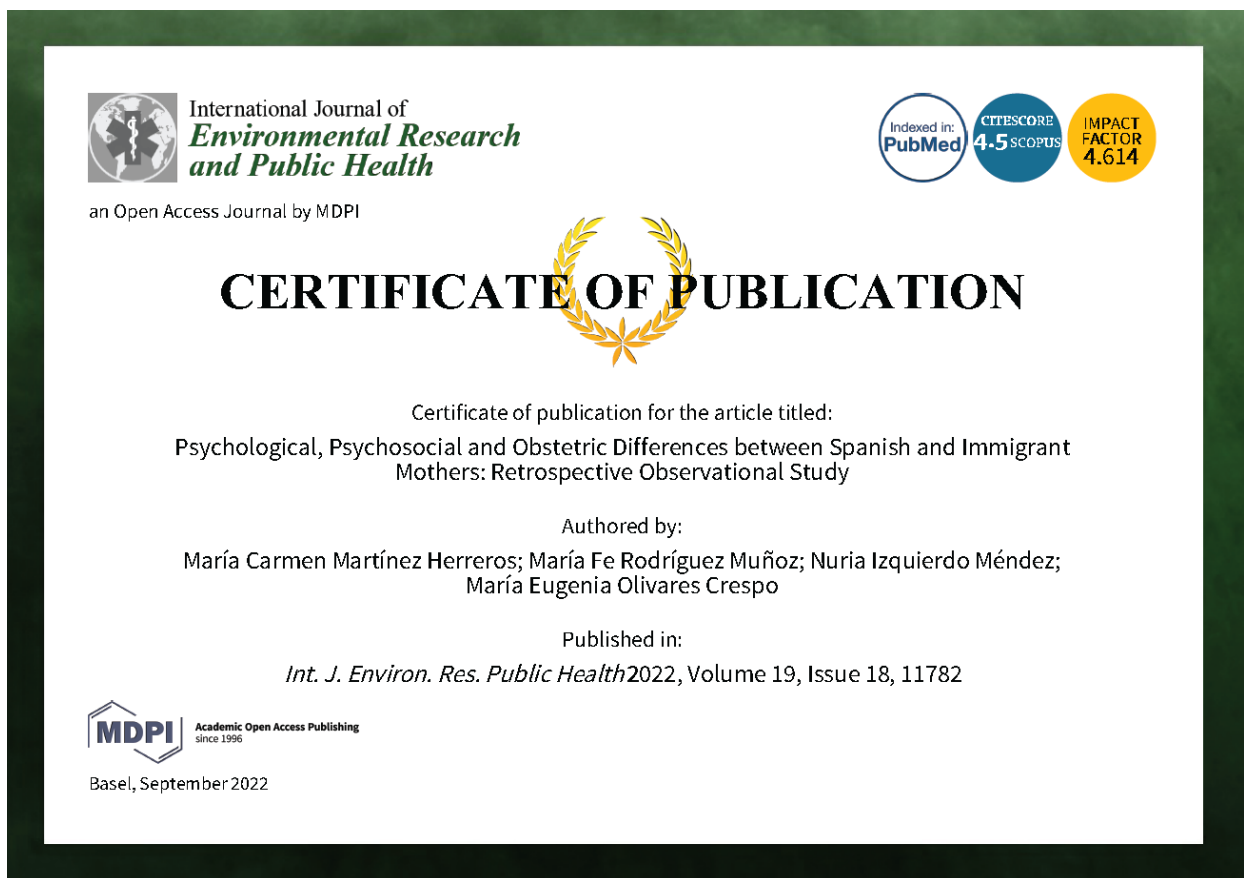 International Journal of
Environmental Research
and Public Health
an Open Access Journal by MDPI
Indexed in:
PubMed
CITESCORE
4.5 SCOPUS
IMPACT
FACTOR
4.614
CERTIFICATE OF PUBLICATION
Certificate of publication for the article titled:
Psychological, Psychosocial and Obstetric Differences between Spanish and Immigrant
Mothers: Retrospective Observational Study
Authored by:
María Carmen Martínez Herreros; María Fe Rodríguez Muñoz; Nuria Izquierdo Méndez;
María Eugenia Olivares Crespo
Published in:
Int. J. Environ. Res. Public Health 2022, Volume 19, Issue 18, 11782
MDPI
Academic Open Access Publishing
since 1996
Basel, September 2022